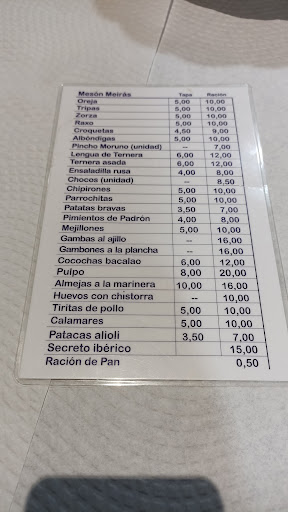 Mesón Meirás Tapa Ración
Oreja 5,00 10,00
Tripas 5,00 10,00
Zorza 5,00 10,00
Raxo 5,00 10,00
Croquetas 4,50 9,00
Albóndigas 5,00 10,00
Pincho Moruno (unidad) -- 7,00
Lengua de Ternera 6,00 12,00
Ternera asada 6,00 12,00
Ensaladilla rusa 4,00 8,00
Chocos (unidad) -- 8,50
Chipirones 5,00 10,00
Parrochitas 5,00 10,00
Patatas bravas 3,50 7,00
Pimientos de Padrón 4,00 8,00
Mejillones 5,00 10,00
Gambas al ajillo -- 16,00
Gambones a la plancha -- 16,00
Cocochas bacalao 6,00 12,00
Pulpo 8,00 20,00
Almejas a la marinera 10,00 16,00
Huevos con chistorra -- 10,00
Tiritas de pollo 5,00 10,00
Calamares 5,00 10,00
Patacas alioli 3,50 7,00
Secreto ibérico 15,00
Ración de Pan 0,50